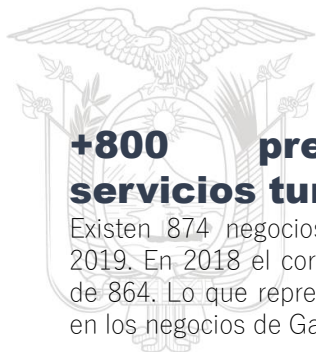 +800 pre
servicios tur
Existen 874 negocios
2019. En 2018 el cor
de 864. Lo que repre
en los negocios de Ga